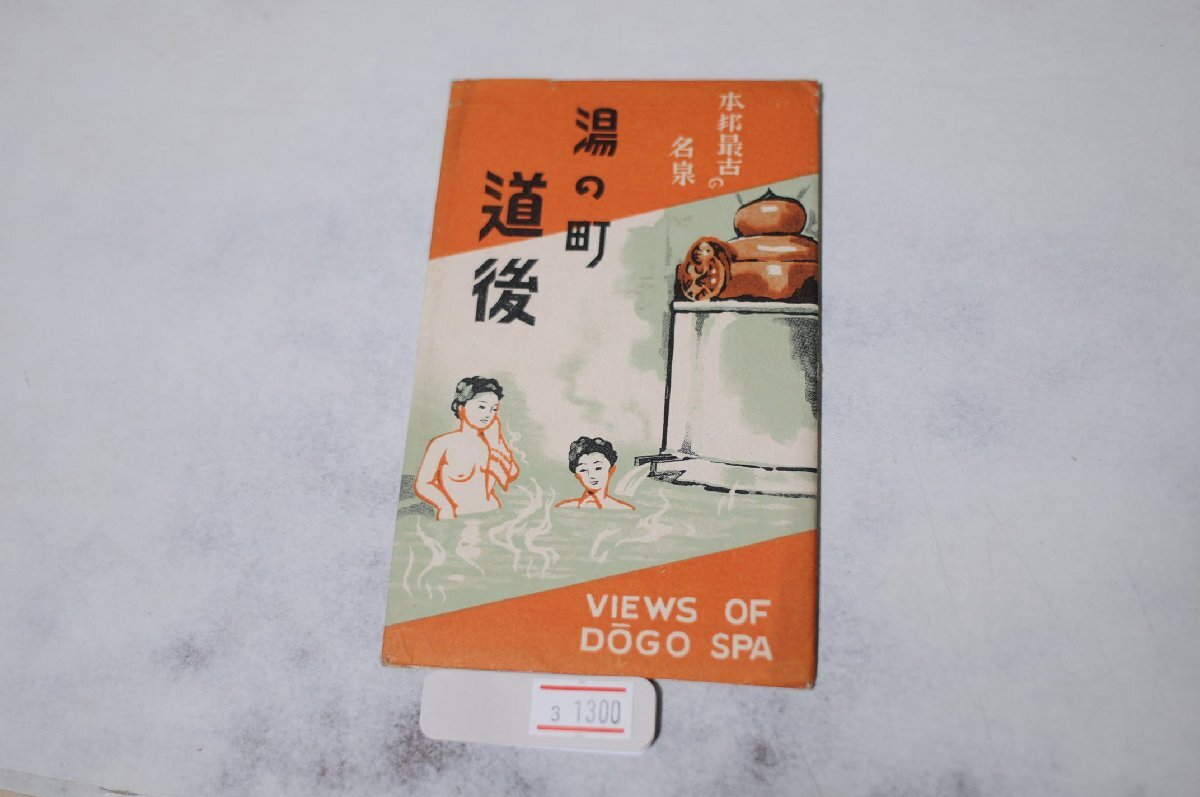 本邦最古の
名泉
湯の町
道後
VIEWS OF
DŌGO SPA
3 1300